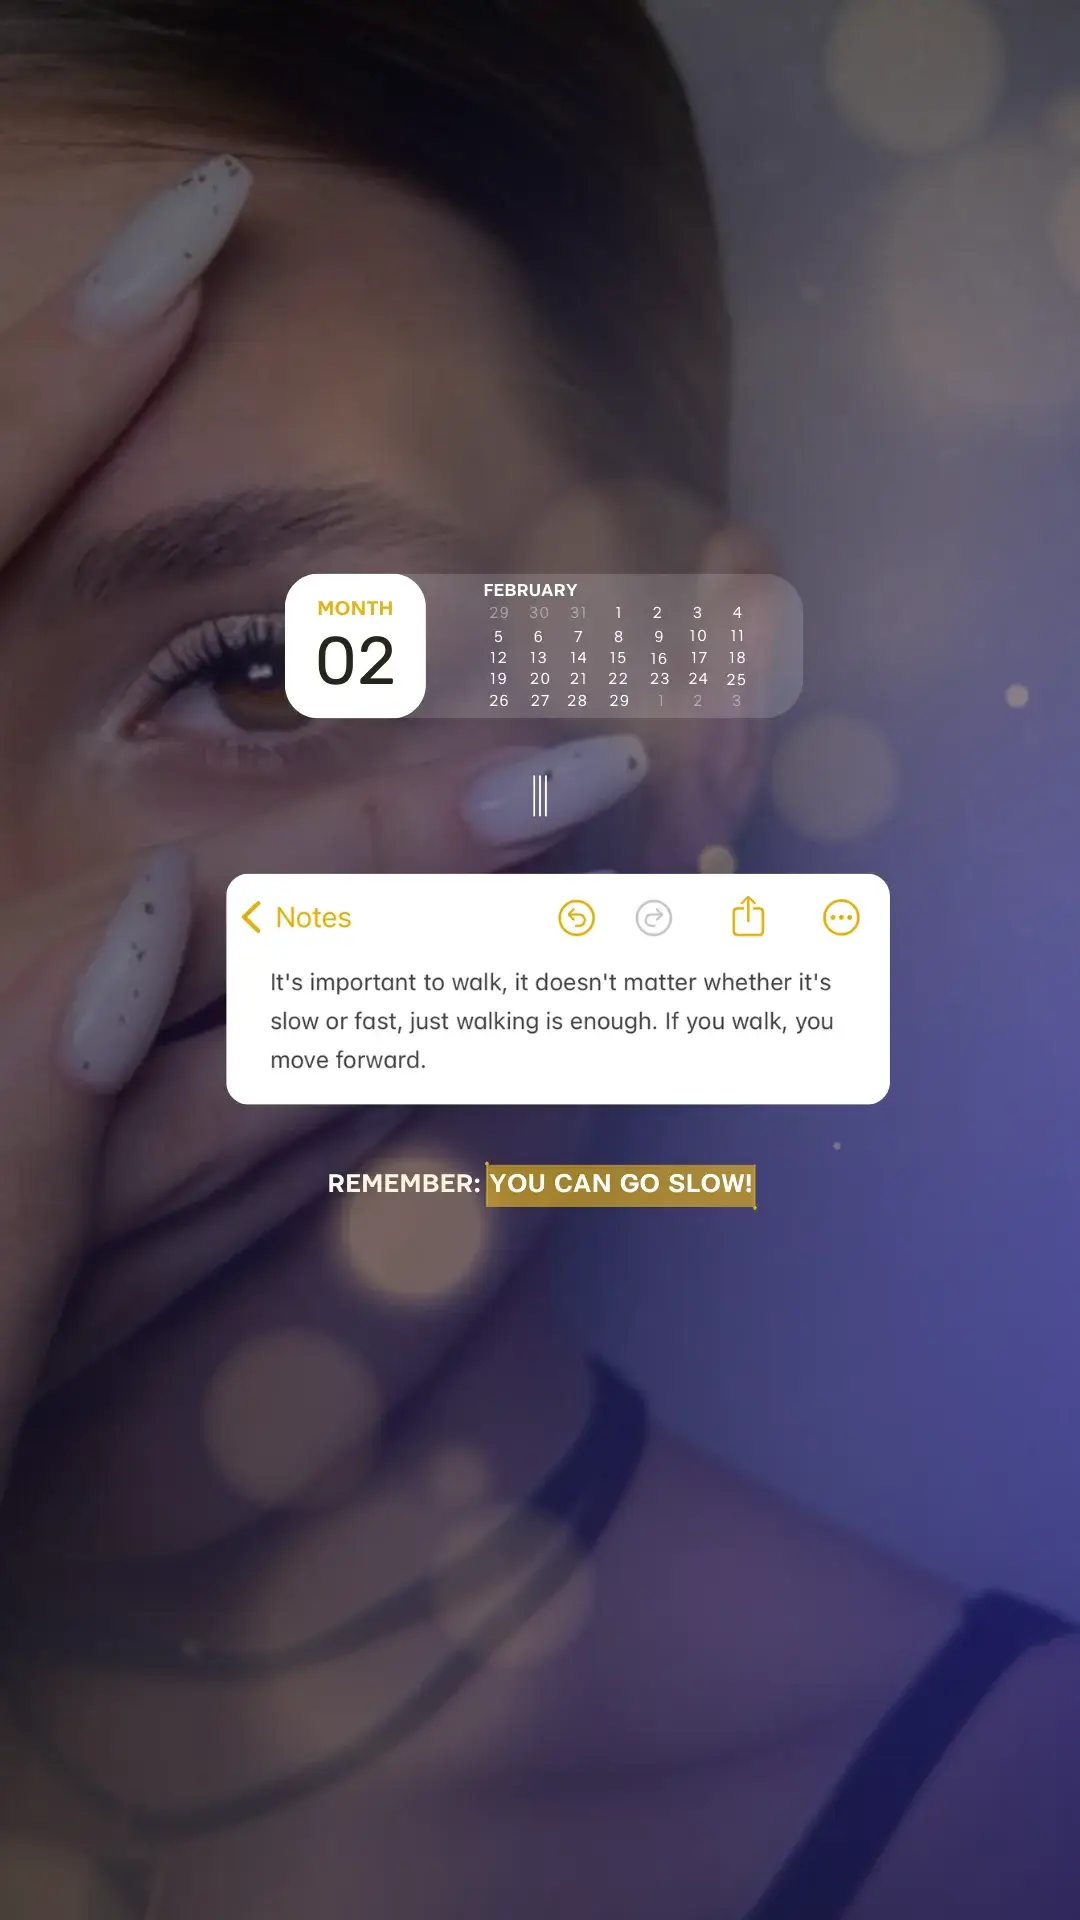 MONTH
02
FEBRUARY
29 30 31 1 2 3 4
5 6 7 8 9 10 11
12 13 14 15 16 17 18
19 20 21 22 23 24 25
26 27 28 29 1 2 3
Notes
It's important to walk, it doesn't matter whether it's
slow or fast, just walking is enough. If you walk, you
move forward.
REMEMBER: YOU CAN GO SLOW!